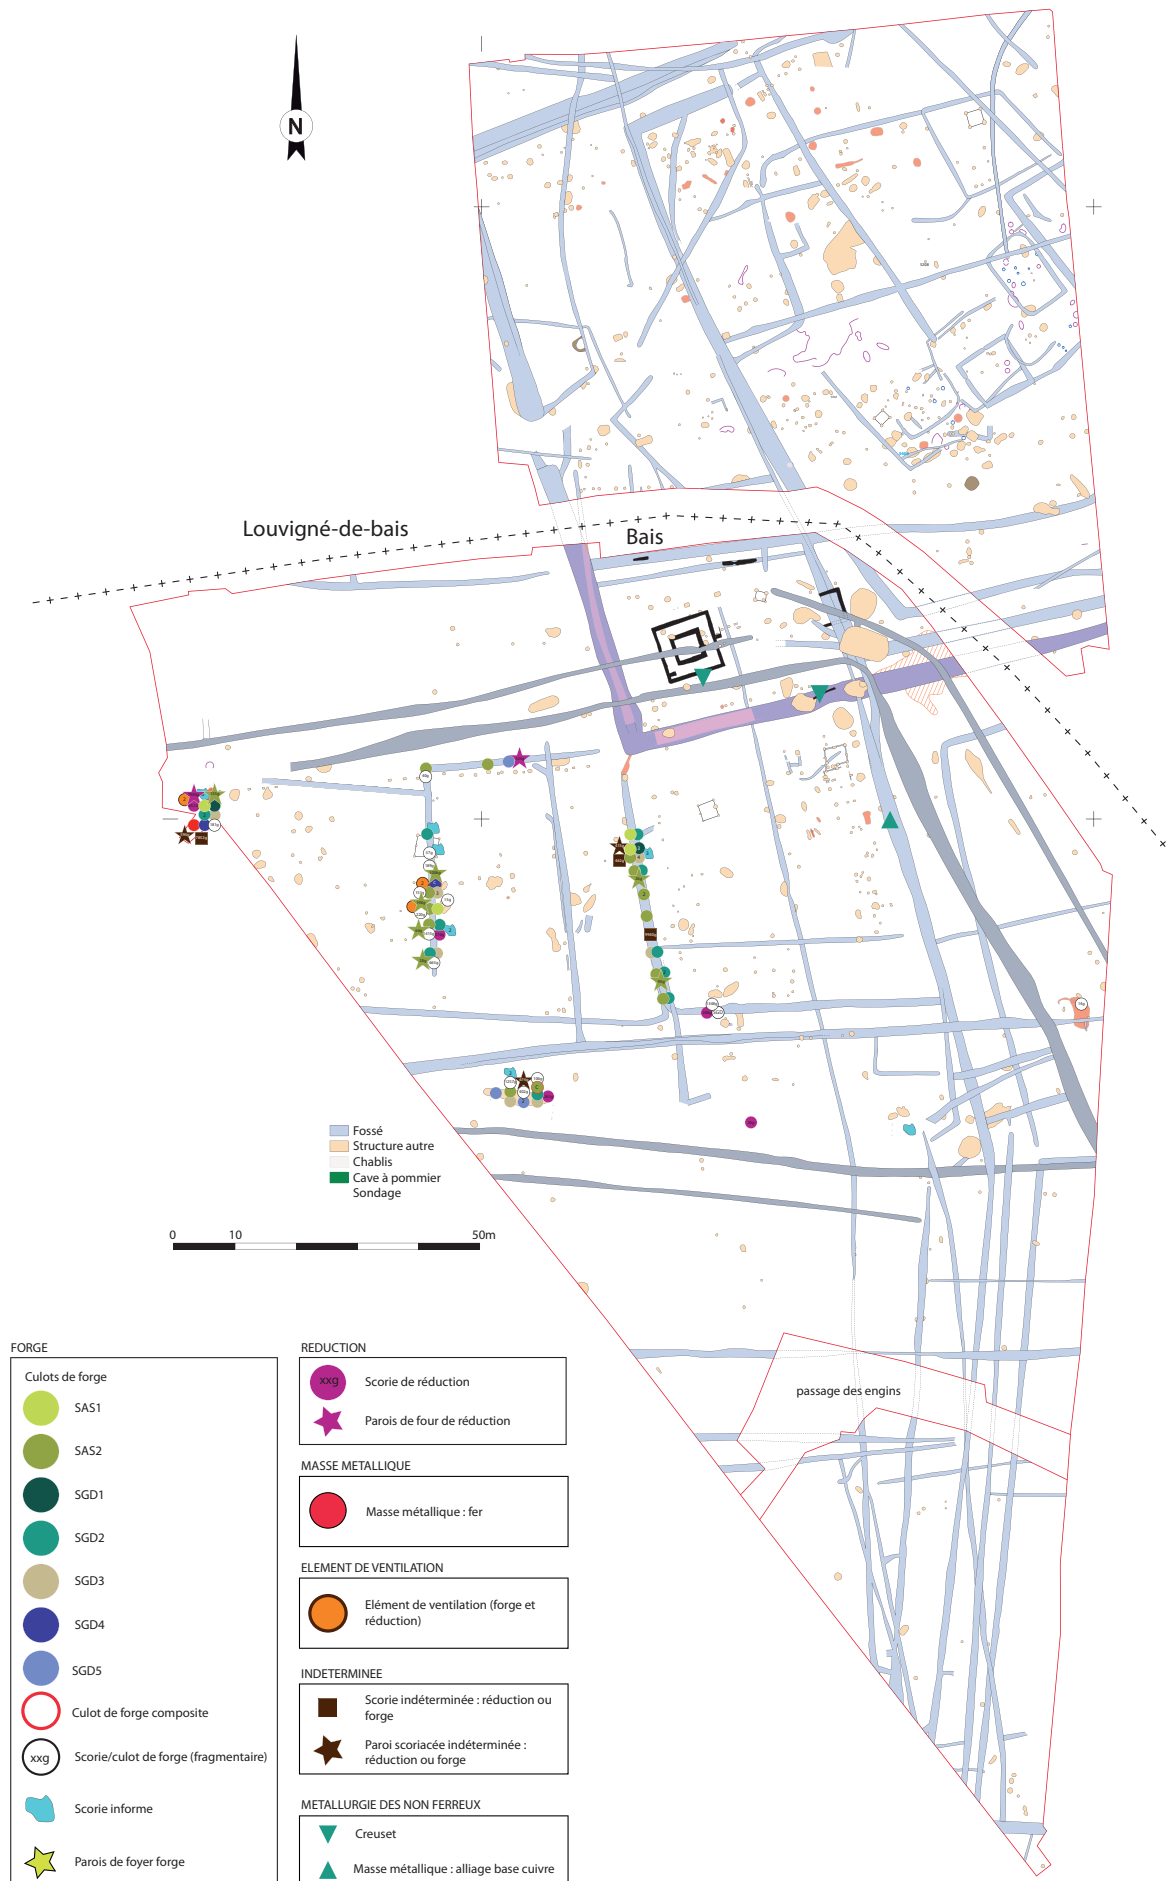 N
Louvigné-de-bais
Bais
Fossé
Structure autre
Chablis
Cave à pommier
Sondage
0 10 50m
passage des engins
FORGE
Culots de forge
SAS1
SAS2
SGD1
SGD2
SGD3
SGD4
SGD5
Culot de forge composite
xxg
Scorie/culot de forge (fragmentaire)
Scorie informe
Parois de foyer forge
REDUCTION
xxg
Scorie de réduction
Parois de four de réduction
MASSE METALLIQUE
Masse métallique : fer
ELEMENT DE VENTILATION
Elément de ventilation (forge et
réduction)
INDETERMINEE
Scorie indéterminée : réduction ou
forge
Paroi scoriacée indéterminée :
réduction ou forge
METALLURGIE DES NON FERREUX
Creuset
Masse métallique : alliage base cuivre